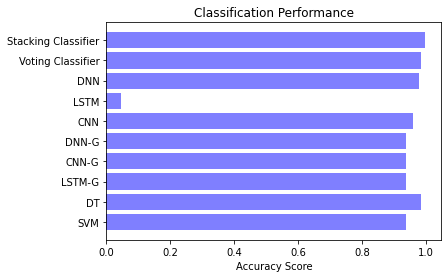 Classification Performance
Stacking Classifier
Voting Classifier
DNN
LSTM
CNN
DNN-G
CNN-G
LSTM-G
DT
SVM
0.0 0.2 0.4 0.6 0.8 1.0
Accuracy Score